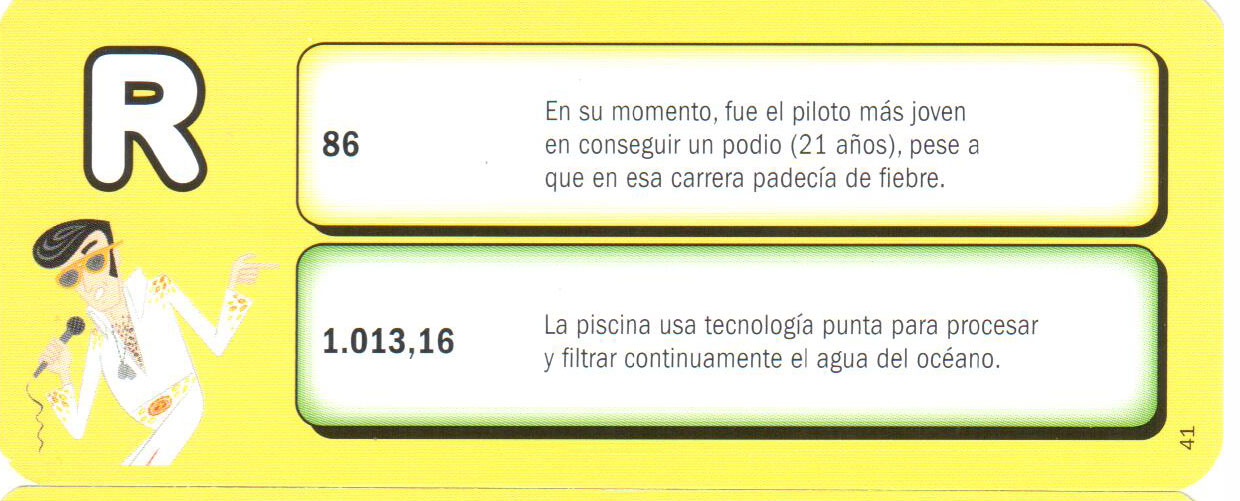 R
86
En su momento, fue el piloto más joven
en conseguir un podio (21 años), pese a
que en esa carrera padecía de fiebre.
1.013,16
La piscina usa tecnología punta para procesar
y filtrar continuamente el agua del océano.
41